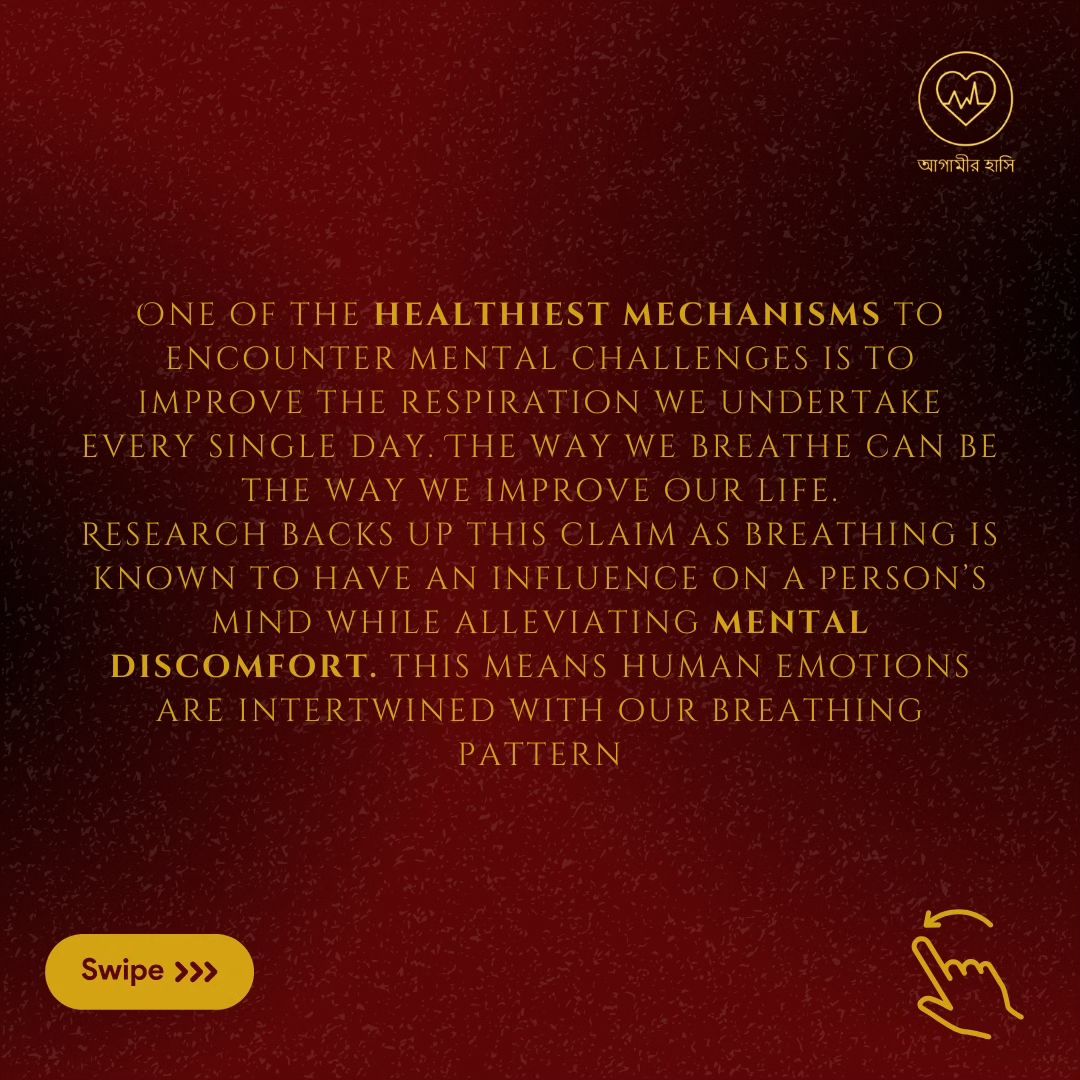 আগামীর হাসি
ONE OF THE HEALTHIEST MECHANISMS TO
ENCOUNTER MENTAL CHALLENGES IS TO
IMPROVE THE RESPIRATION WE UNDERTAKE
EVERY SINGLE DAY. THE WAY WE BREATHE CAN BE
THE WAY WE IMPROVE OUR LIFE.
RESEARCH BACKS UP THIS CLAIM AS BREATHING IS
KNOWN TO HAVE AN INFLUENCE ON A PERSON’S
MIND WHILE ALLEVIATING MENTAL
DISCOMFORT. THIS MEANS HUMAN EMOTIONS
ARE INTERTWINED WITH OUR BREATHING
PATTERN
Swipe